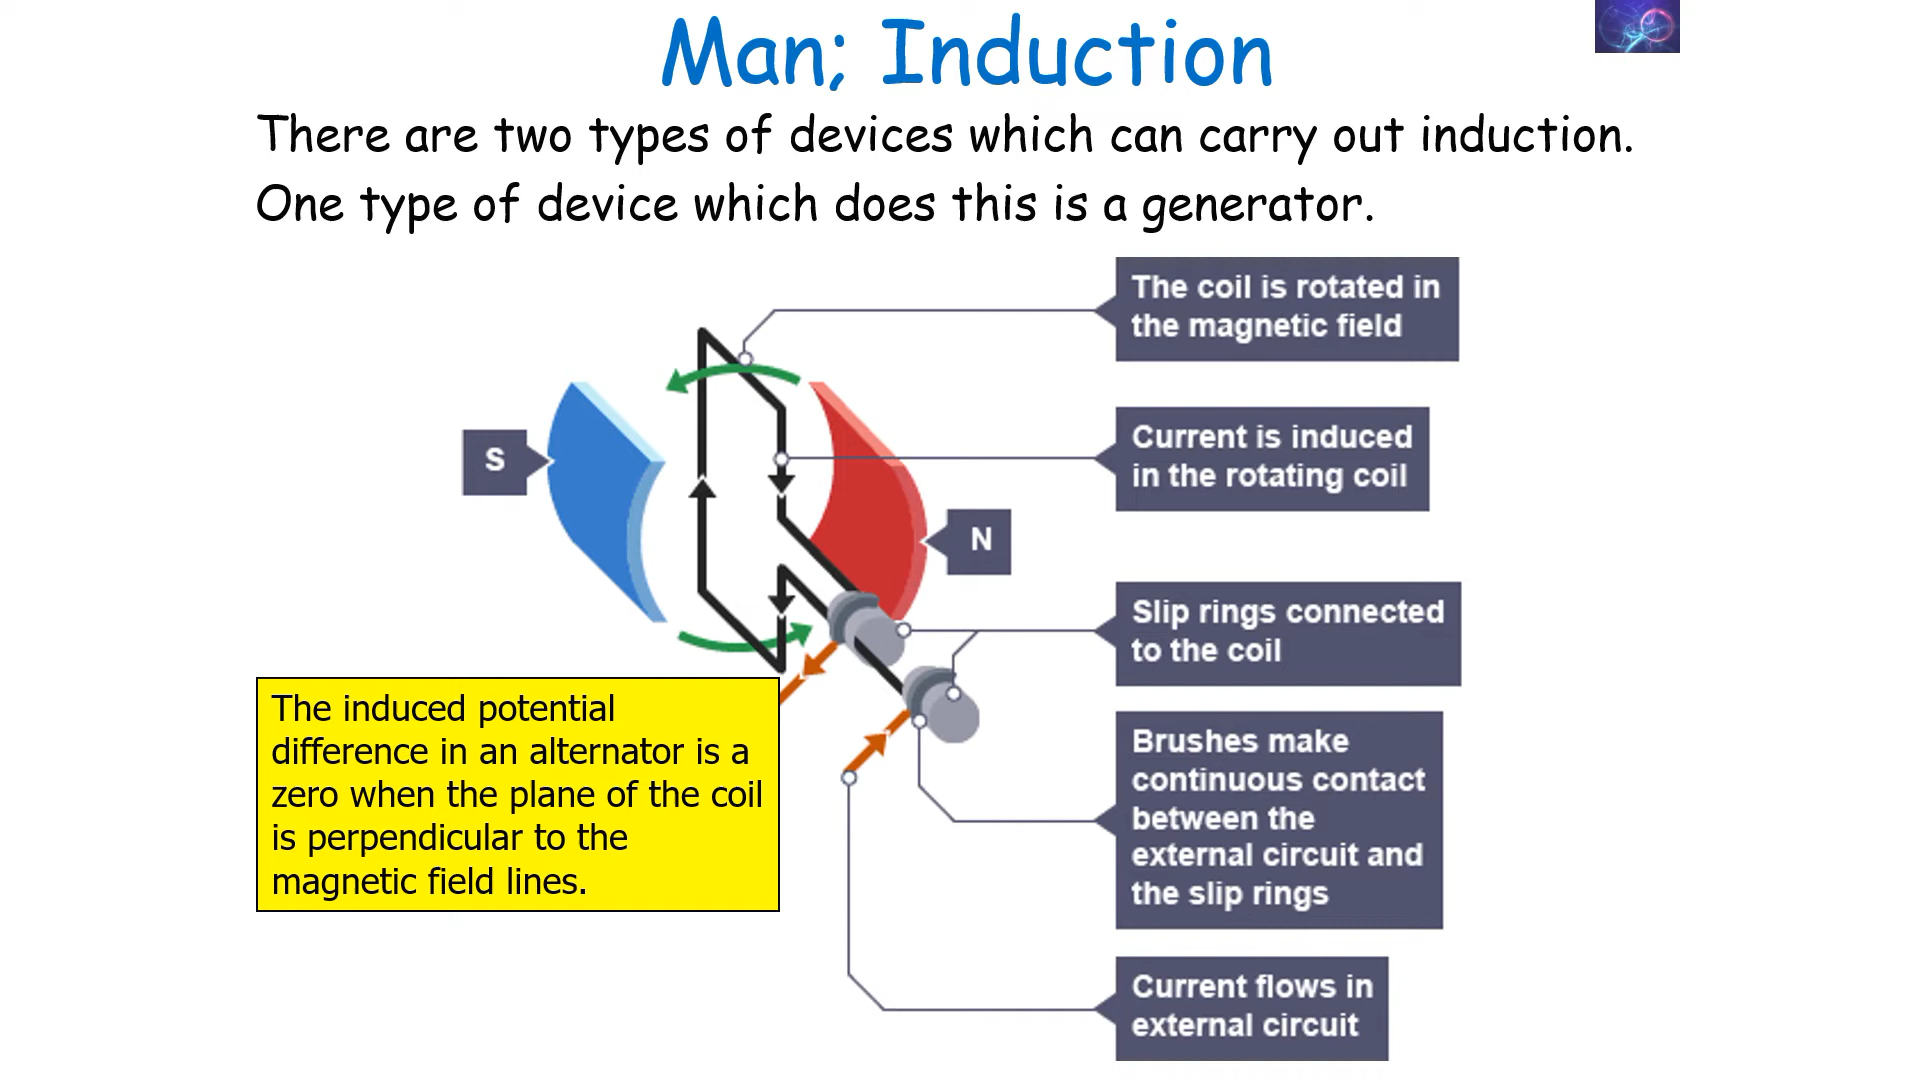 Man; Induction
There are two types of devices which can carry out induction.
One type of device which does this is a generator.
The coil is rotated in
the magnetic field
Current is induced
in the rotating coil
S
N
Slip rings connected
to the coil
The induced potential
difference in an alternator is a
zero when the plane of the coil
is perpendicular to the
magnetic field lines.
Brushes make
continuous contact
between the
external circuit and
the slip rings
Current flows in
external circuit